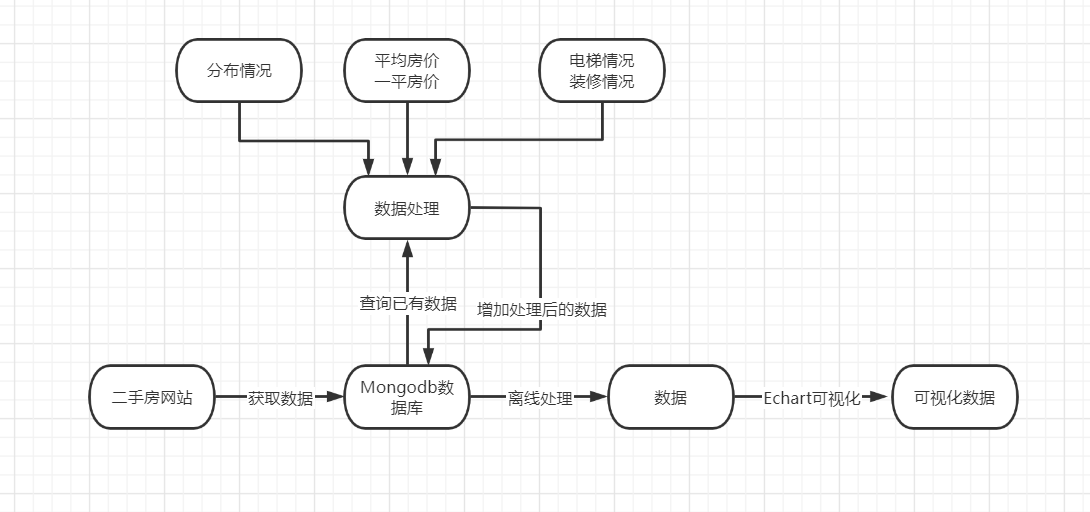 分布情况
平均房价
一平房价
电梯情况
装修情况
数据处理
查询已有数据
增加处理后的数据
二手房网站
获取数据
Mongodb数
据库
离线处理
数据
Echart可视化
可视化数据